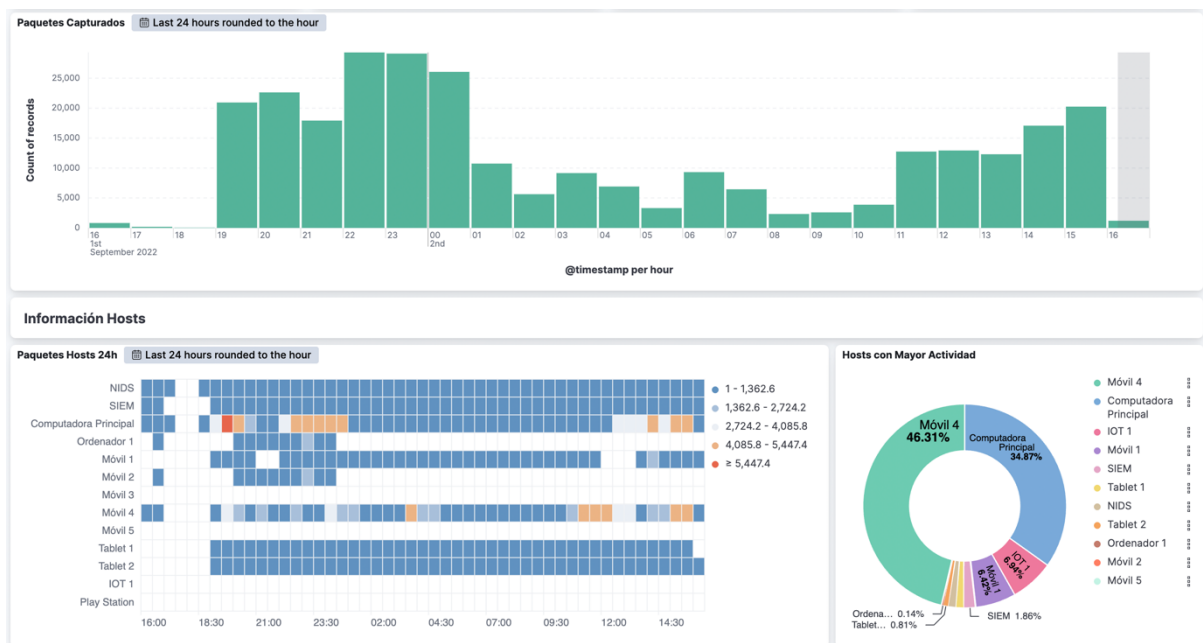 Paquetes Capturados
Last 24 hours rounded to the hour
Count of records
25,000
20,000
15,000
10,000
5,000
0
16 17 18 19 20 21 22 23 00 01 02 03 04 05 06 07 08 09 10 11 12 13 14 15 16
1st 2nd
September 2022
@timestamp per hour
Información Hosts
Paquetes Hosts 24h
Last 24 hours rounded to the hour
NIDS
SIEM
Computadora Principal
Ordenador 1
Móvil 1
Móvil 2
Móvil 3
Móvil 4
Móvil 5
Tablet 1
Tablet 2
IOT 1
Play Station
16:00 18:30 21:00 23:30 02:00 04:30 07:00 09:30 12:00 14:30
1 - 1,362.6
1,362.6 - 2,724.2
2,724.2 - 4,085.8
4,085.8 - 5,447.4
≥ 5,447.4
Hosts con Mayor Actividad
Móvil 4
46.31%
Computadora
Principal
34.87%
IOT 1
6.94%
Móvil 1
6.42%
SIEM 1.86%
Ordena... 0.14%
Tablet... 0.81%
Móvil 4
Computadora
Principal
IOT 1
Móvil 1
SIEM
Tablet 1
NIDS
Tablet 2
Ordenador 1
Móvil 2
Móvil 5